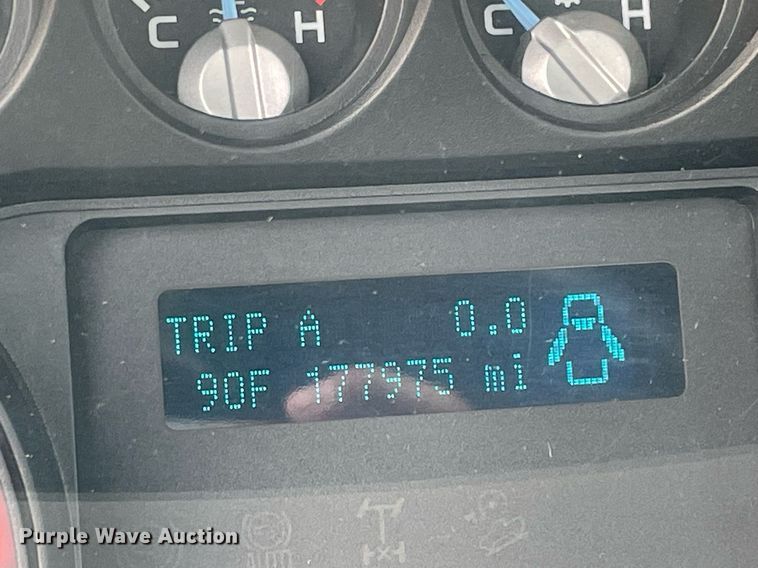 C H C H
TRIP A 0.0
90F 177975 mi
Purple Wave Auction